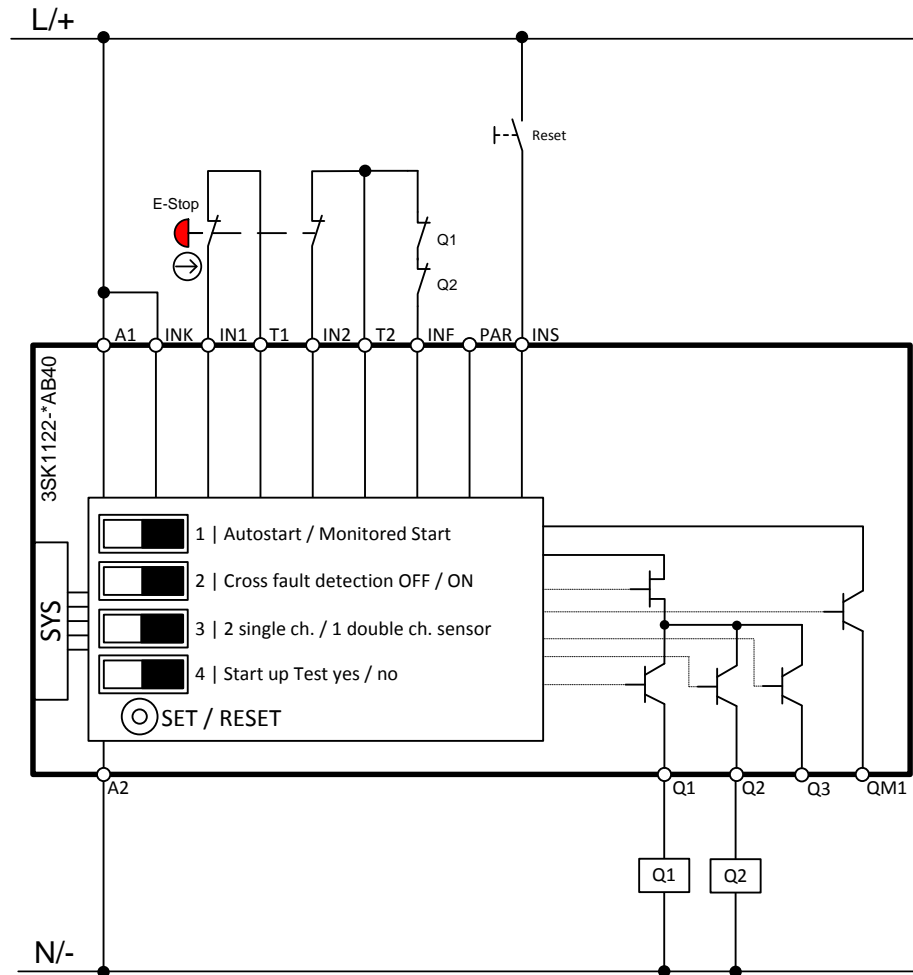 L/+
Reset
E-Stop
Q1
Q2
A1 INK IN1 T1 IN2 T2 INF PAR INS
3SK1122-*AB40
1 | Autostart / Monitored Start
2 | Cross fault detection OFF / ON
3 | 2 single ch. / 1 double ch. sensor
4 | Start up Test yes / no
SET / RESET
SYS
A2 Q1 Q2 Q3 QM1
Q1 Q2
N/-